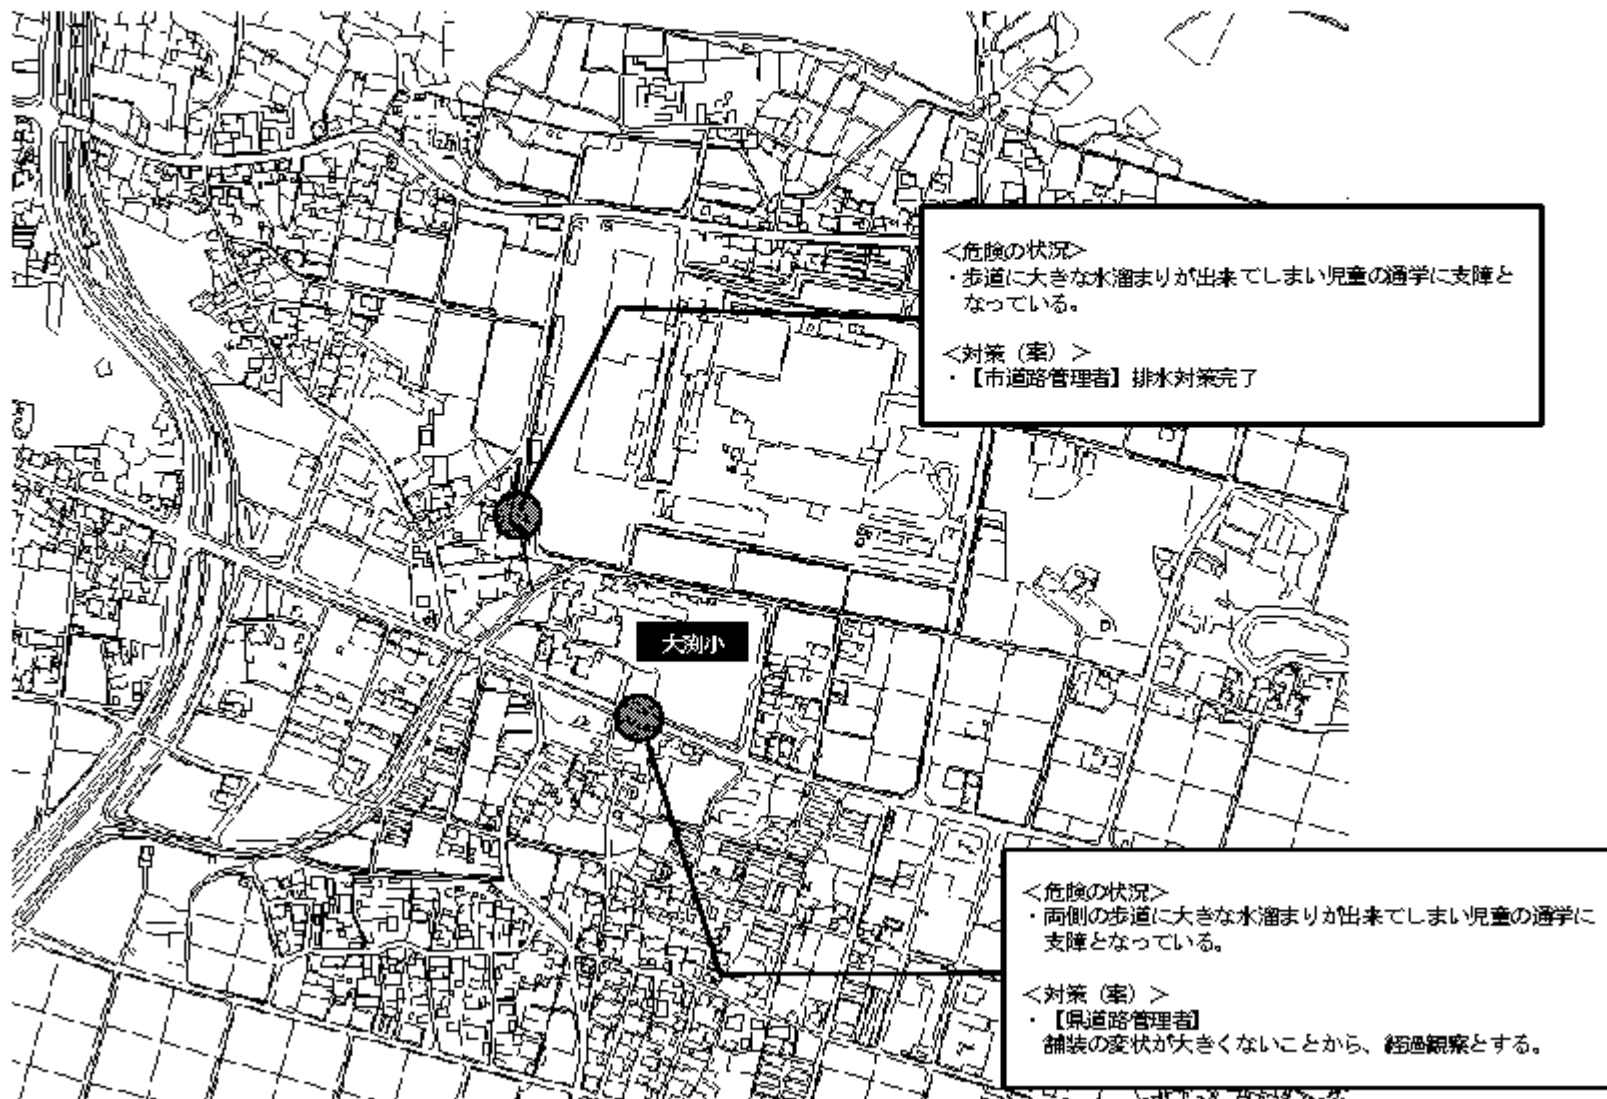 ＜危険の状況＞
・歩道に大きな水溜まりが出来てしまい児童の通学に支障と
なっている。
＜対策（案）＞
・【市道路管理者】排水対策完了
大渕小
＜危険の状況＞
・両側の歩道に大きな水溜まりが出来てしまい児童の通学に
支障となっている。
＜対策（案）＞
・【県道路管理者】
舗装の変状が大きくないことから、経過観察とする。